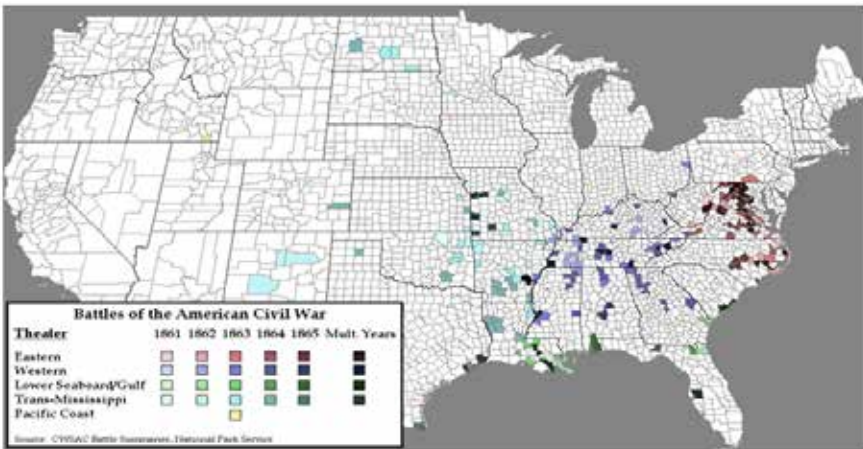 Battles of the American Civil War
Theater 1861 1862 1863 1864 1865 Mult. Years
Eastern
Western
Lower Seaboard/Gulf
Trans-Mississippi
Pacific Coast
Source: CWSAC Battle Summaries, National Park Service